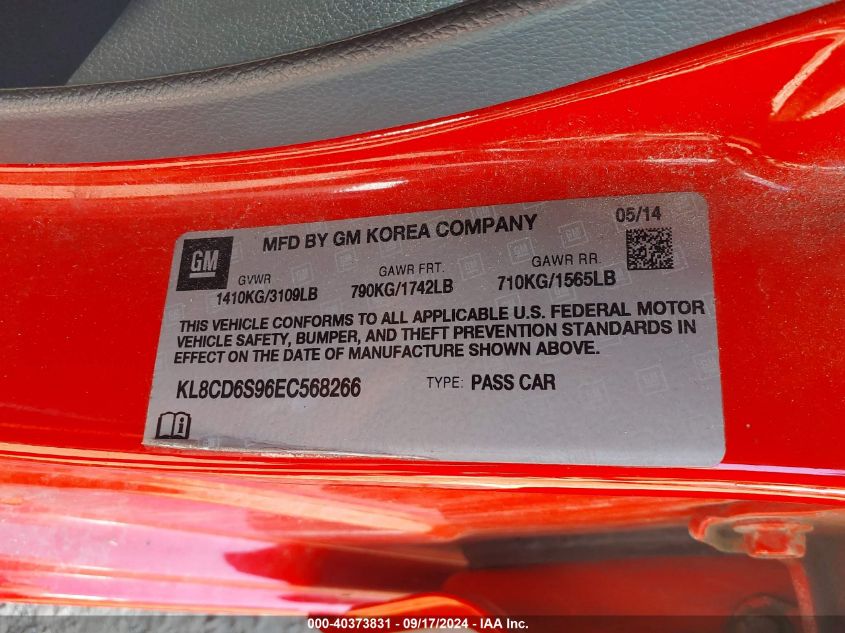 GM
MFD BY GM KOREA COMPANY
05/14
GVWR
GAWR FRT.
GAWR RR.
1410KG/3109LB
790KG/1742LB
710KG/1565LB
THIS VEHICLE CONFORMS TO ALL APPLICABLE U.S. FEDERAL MOTOR
VEHICLE SAFETY, BUMPER, AND THEFT PREVENTION STANDARDS IN
EFFECT ON THE DATE OF MANUFACTURE SHOWN ABOVE.
KL8CD6S96EC568266
TYPE: PASS CAR
000-40373831 - 09/17/2024 - IAA Inc.